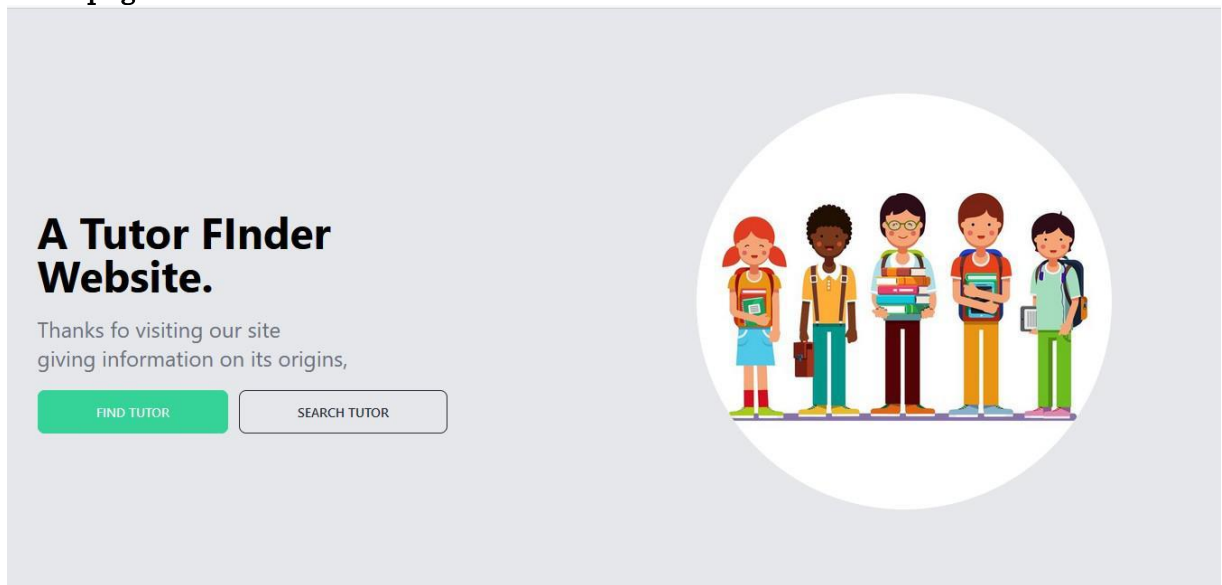 A Tutor FInder
Website.
Thanks fo visiting our site
giving information on its origins,
FIND TUTOR
SEARCH TUTOR